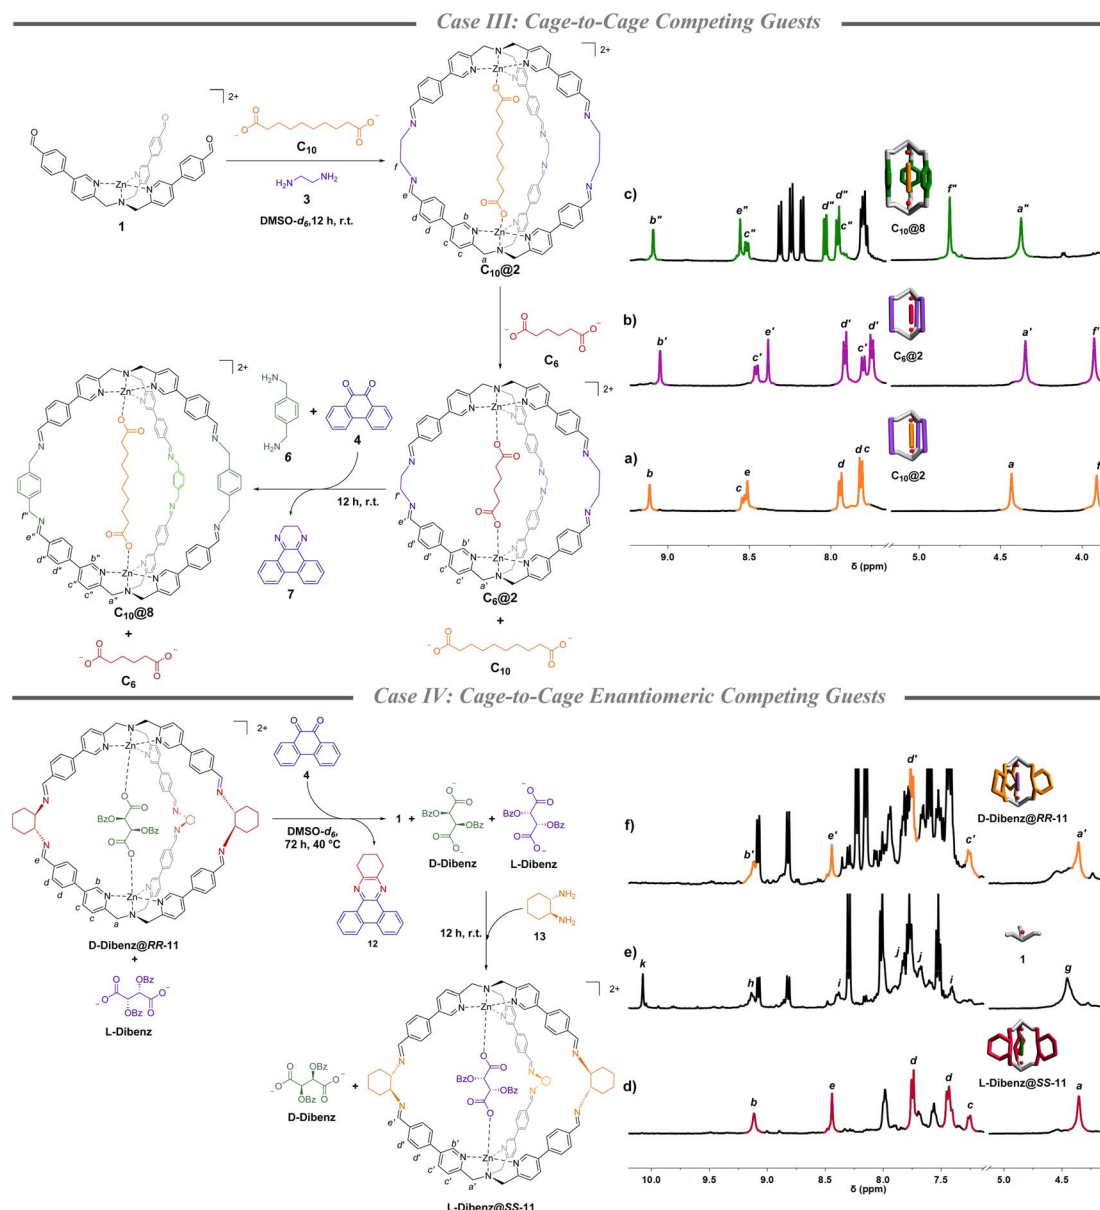 Case III: Cage-to-Cage Competing Guests
2+
1
C10
3
DMSO-d6, 12 h, r.t.
2+
f
e
d
d
b
c
c
a
C10@2
C6
2+
f'
e'
d'
d'
b'
c'
c'
a'
C6@2
+
C10
6
+
4
12 h, r.t.
7
2+
f''
e''
d''
d''
b''
c''
c''
a''
C10@8
+
C6
c)
b''
e''
c''
d''
d''
c''
f''
a''
C10@8
b)
b'
c'
e'
d'
c'
d'
a'
f'
C6@2
a)
b
c
e
d
d c
a
f
C10@2
9.0
8.5
8.0
5.0
4.5
4.0
δ (ppm)
Case IV: Cage-to-Cage Enantiomeric Competing Guests
2+
e
d
d
b
c
c
a
D-Dibenz@RR-11
+
L-Dibenz
4
DMSO-d6,
72 h, 40 °C
12
1 +
D-Dibenz
+
L-Dibenz
12 h, r.t.
13
D-Dibenz
+
2+
e'
d'
d'
b'
c'
c'
a'
L-Dibenz@SS-11
f)
b'
e'
d'
c'
a'
D-Dibenz@RR-11
e)
k
h
i
j
j
i
g
1
d)
b
e
d
d
c
a
L-Dibenz@SS-11
10.0
9.5
9.0
8.5
8.0
7.5
5.0
4.5
δ (ppm)